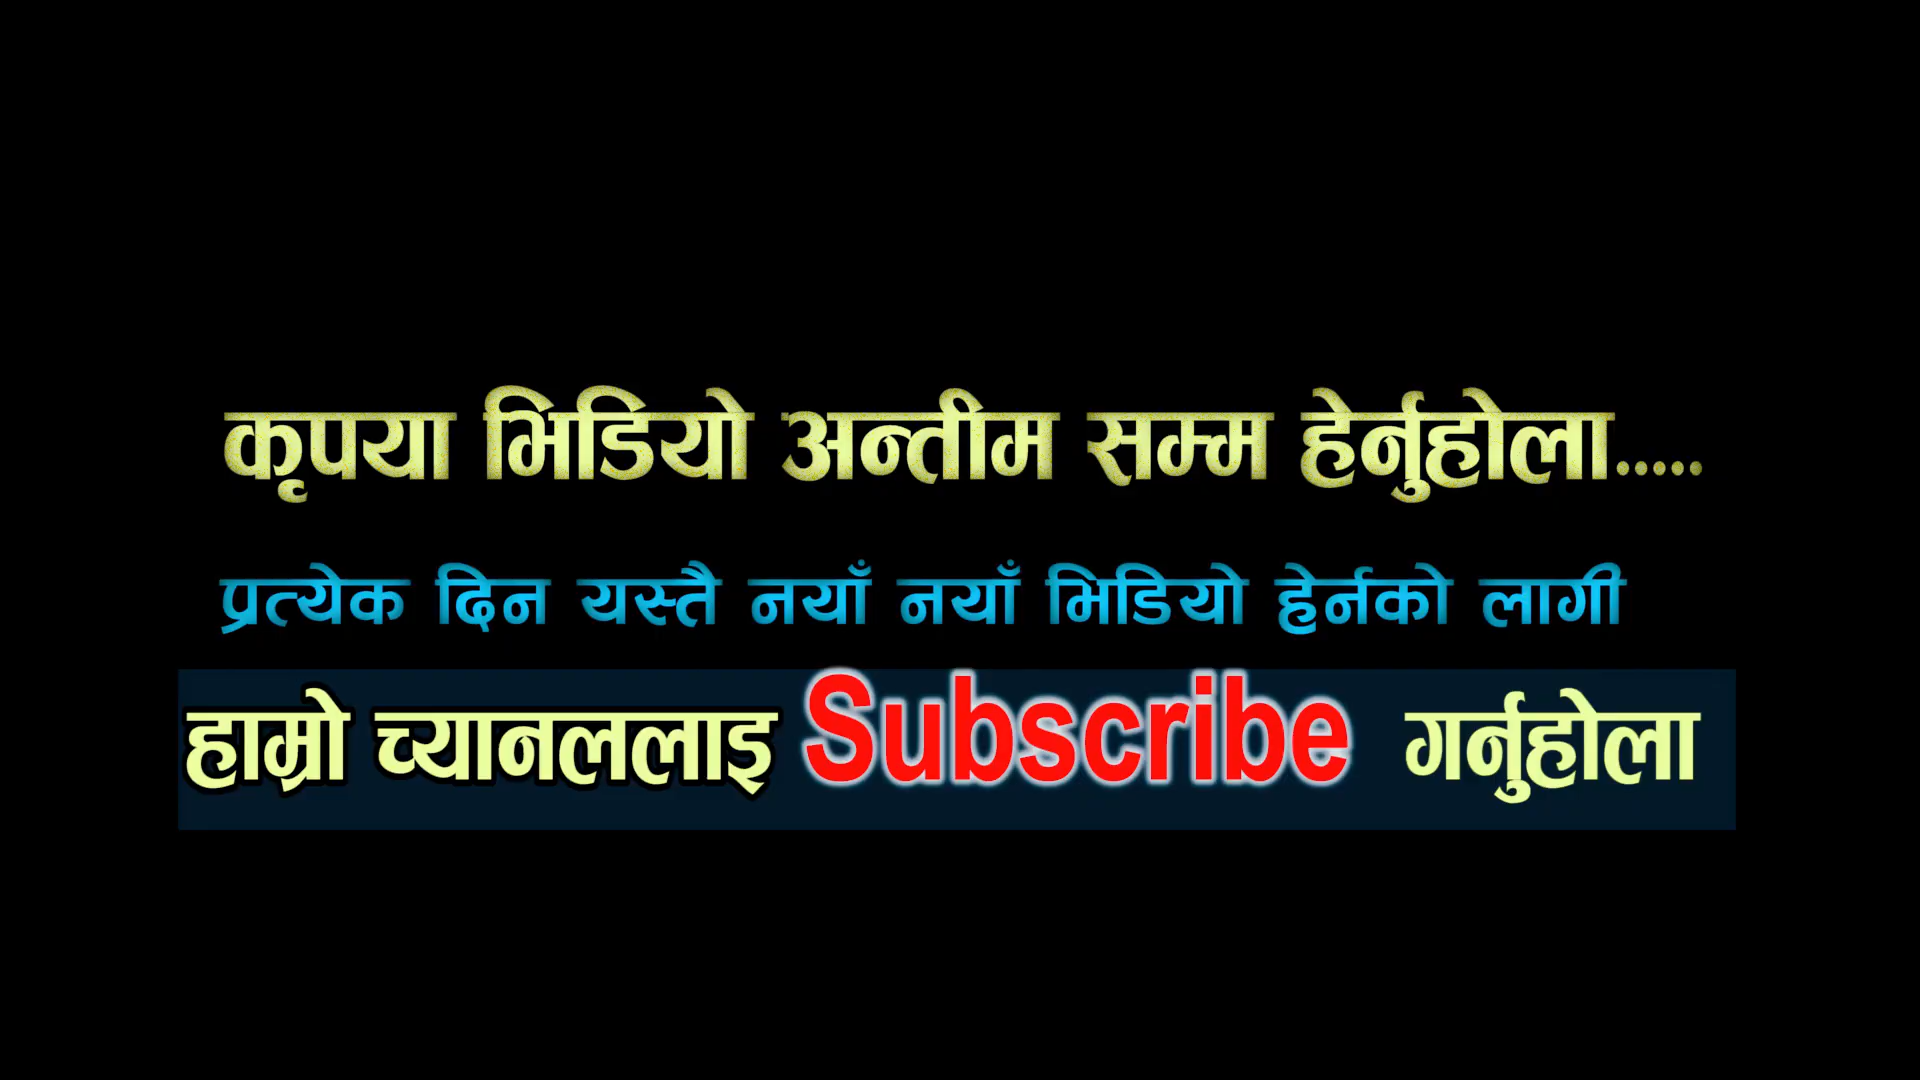 कृपया भिडियो अन्तीम सम्म हेर्नुहोला.....
प्रत्येक दिन यस्तै नयाँ नयाँ भिडियो हेर्नको लागी
हाम्रो च्यानललाइ Subscribe गर्नुहोला